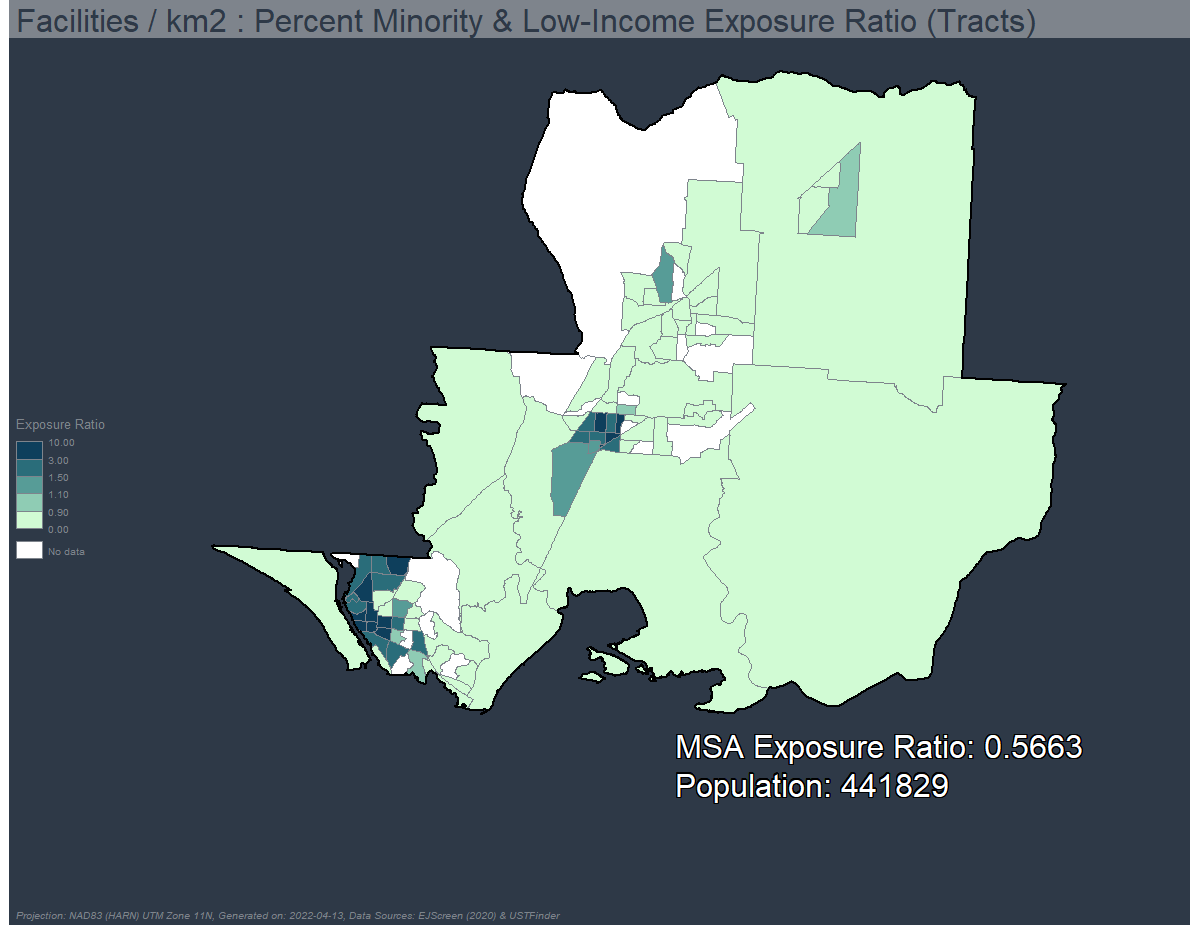 Facilities / km2 : Percent Minority & Low-Income Exposure Ratio (Tracts)
Exposure Ratio
10.00
3.00
1.50
1.10
0.90
0.00
No data
MSA Exposure Ratio: 0.5663
Population: 441829
Projection: NAD83 (HARN) UTM Zone 11N, Generated on: 2022-04-13, Data Sources: EJScreen (2020) & USTFinder